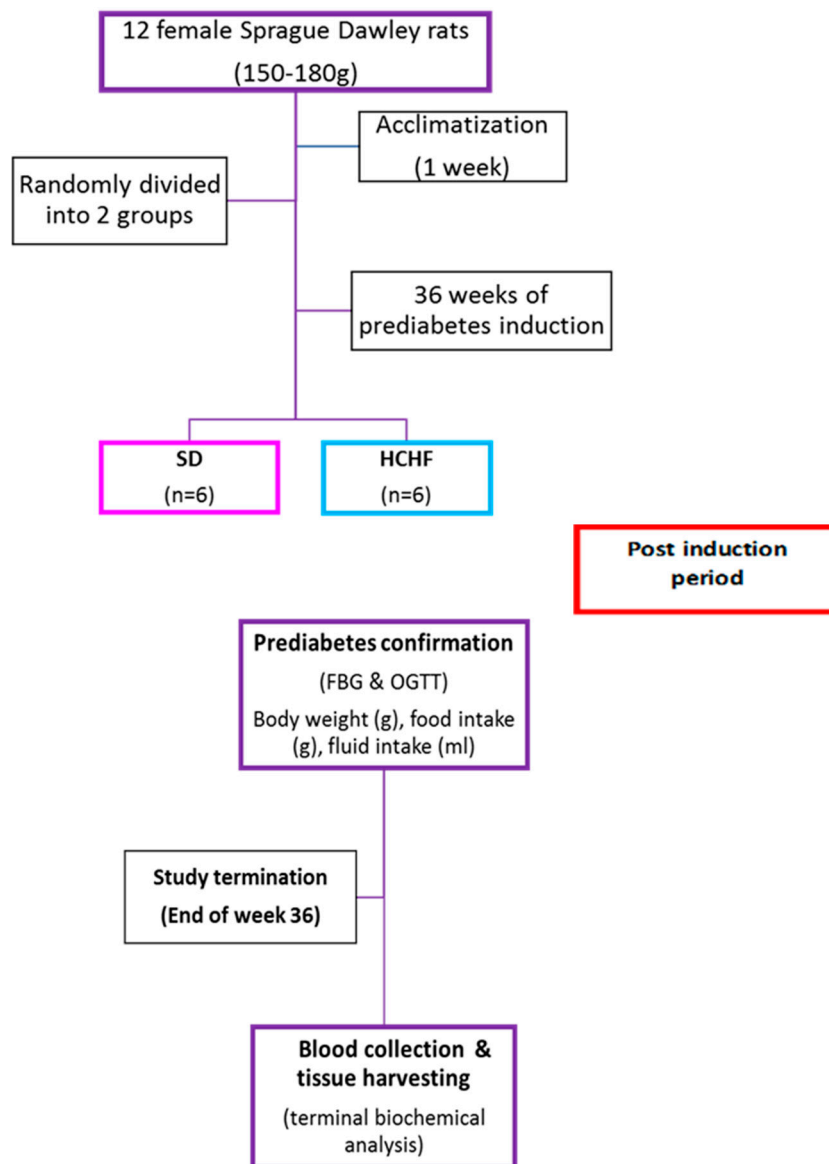 12 female Sprague Dawley rats
(150-180g)
Acclimatization
(1 week)
Randomly divided
into 2 groups
36 weeks of
prediabetes induction
SD
(n=6)
HCHF
(n=6)
Post induction
period
Prediabetes confirmation
(FBG & OGTT)
Body weight (g), food intake
(g), fluid intake (ml)
Study termination
(End of week 36)
Blood collection &
tissue harvesting
(terminal biochemical
analysis)